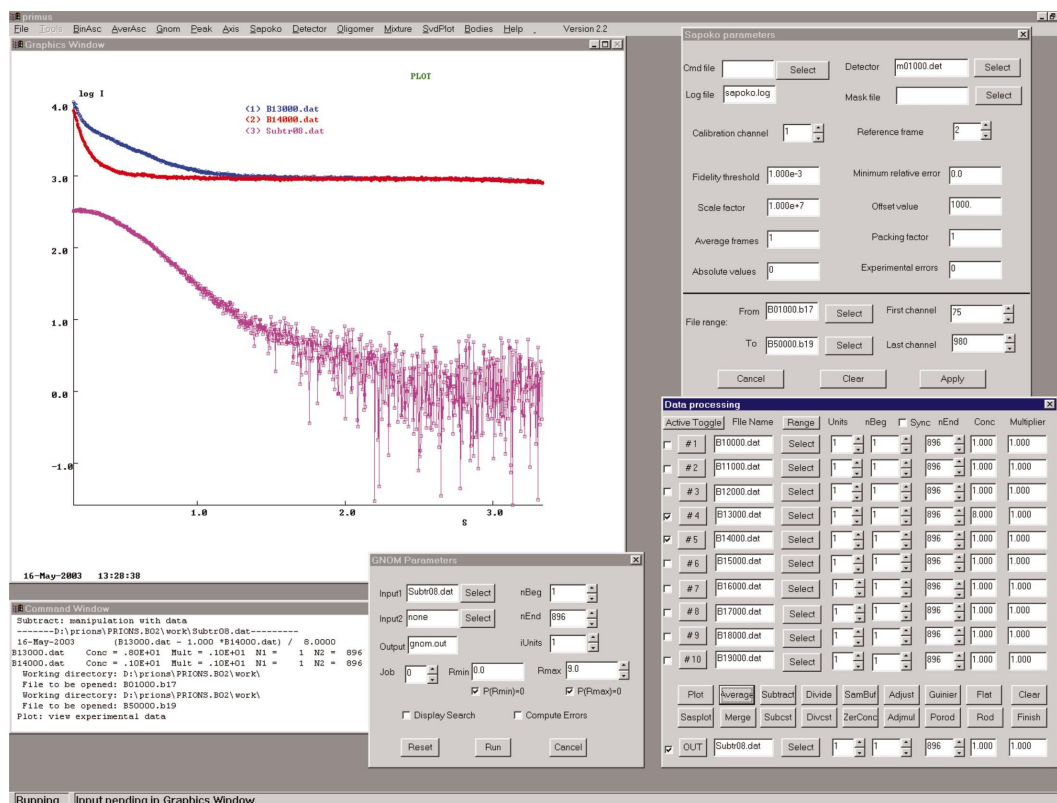 primus
File Tools BinAsc AverAsc Gnom Peak Axis Sapoko Detector Oligomer Mixture SvdPlot Bodies Help . Version 2.2
Graphics Window
PLOT
log I
4.0
3.0
2.0
1.0
0.0
-1.0
(1) B13000.dat
(2) B14000.dat
(3) Subtr08.dat
1.0 2.0 3.0
S
16-May-2003 13:28:38
Sapoko parameters
Cmd file Select Detector m01000.det Select
Log file sapoko.log Mask file Select
Calibration channel 1 Reference frame 2
Fidelity threshold 1.000e-3 Minimum relative error 0.0
Scale factor 1.000e+7 Offset value 1000.
Average frames 1 Packing factor 1
Absolute values 0 Experimental errors 0
File range: From B01000.b17 Select First channel 75
To B50000.b19 Select Last channel 980
Cancel Clear Apply
Data processing
Active Toggle File Name Range Units nBeg Sync nEnd Conc Multiplier
#1 B10000.dat Select 1 1 896 1.000 1.000
#2 B11000.dat Select 1 1 896 1.000 1.000
#3 B12000.dat Select 1 1 896 1.000 1.000
#4 B13000.dat Select 1 1 896 8.000 1.000
#5 B14000.dat Select 1 1 896 1.000 1.000
#6 B15000.dat Select 1 1 896 1.000 1.000
#7 B16000.dat Select 1 1 896 1.000 1.000
#8 B17000.dat Select 1 1 896 1.000 1.000
#9 B18000.dat Select 1 1 896 1.000 1.000
#10 B19000.dat Select 1 1 896 1.000 1.000
Plot Average Subtract Divide SamBuf Adjust Guinier Flat Clear
Sasplot Merge Subcst Divcst ZerConc Adjmul Porod Rod Finish
OUT Subtr08.dat Select 1 1 896 1.000 1.000
GNOM Parameters
Input1 Subtr08.dat Select nBeg 1
Input2 none Select nEnd 896
Output gnom.out iUnits 1
Job 0 Rmin 0.0 Rmax 9.0
P(Rmin)=0 P(Rmax)=0
Display Search Compute Errors
Reset Run Cancel
Command Window
Subtract: manipulation with data
-------D:\prions\PRIONS.B02\work\Subtr08.dat---------
16-May-2003 (B13000.dat - 1.000 *B14000.dat) / 8.0000
B13000.dat Conc = .80E+01 Mult = .10E+01 N1 = 1 N2 = 896
B14000.dat Conc = .10E+01 Mult = .10E+01 N1 = 1 N2 = 896
Working directory: D:\prions\PRIONS.B02\work\
File to be opened: B01000.b17
Working directory: D:\prions\PRIONS.B02\work\
File to be opened: B50000.b19
Plot: view experimental data
Running Input pending in Graphics Window